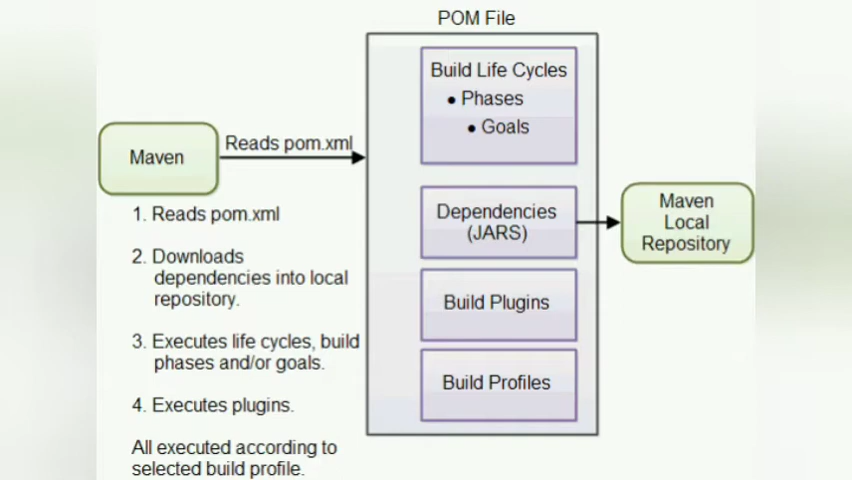 POM File
Build Life Cycles
• Phases
• Goals
Reads pom.xml
Maven
Dependencies
(JARS)
Maven
Local
Repository
Build Plugins
Build Profiles
1. Reads pom.xml
2. Downloads
dependencies into local
repository.
3. Executes life cycles, build
phases and/or goals.
4. Executes plugins.
All executed according to
selected build profile.